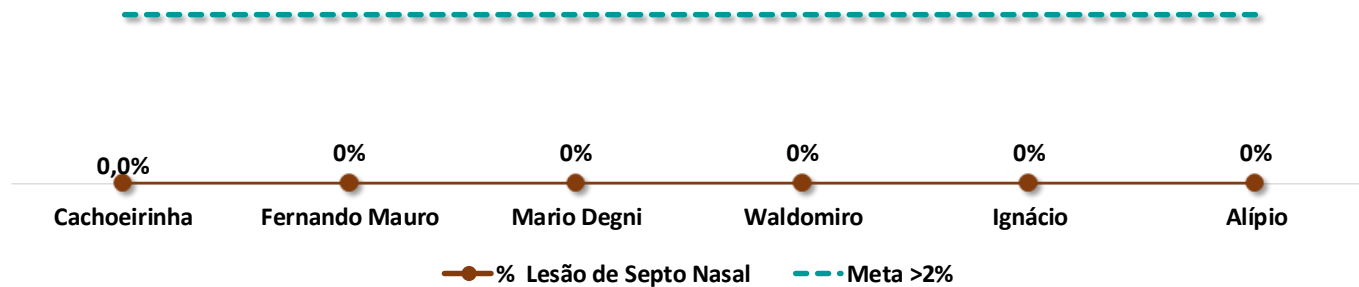 0,0% 0% 0% 0% 0% 0%
Cachoeirinha Fernando Mauro Mario Degni Waldomiro Ignácio Alípio
% Lesão de Septo Nasal Meta >2%